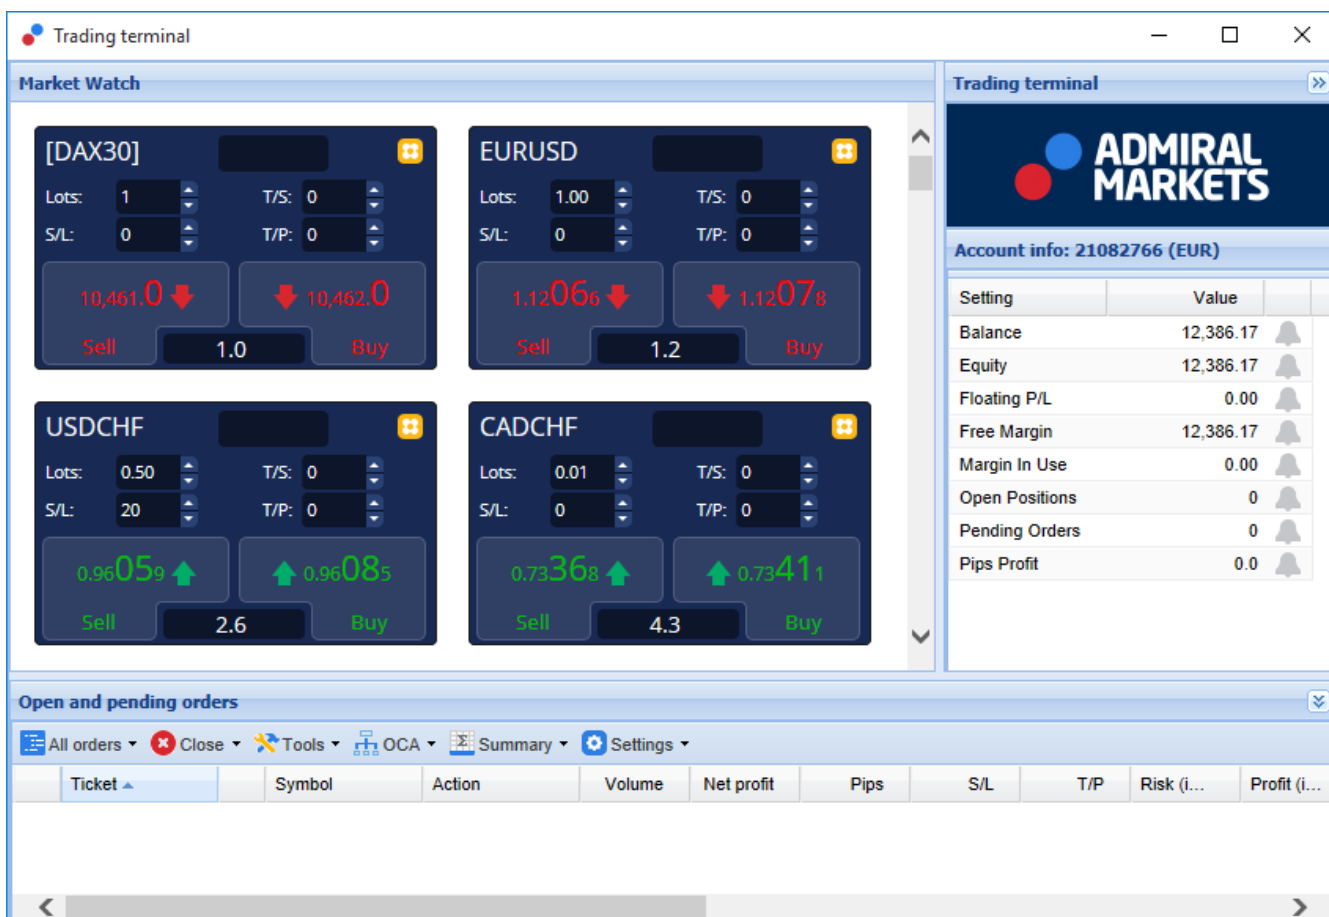 Trading terminal
Market Watch
[DAX30]
Lots: 1 T/S: 0
S/L: 0 T/P: 0
10,461.0 10,462.0
Sell 1.0 Buy
EURUSD
Lots: 1.00 T/S: 0
S/L: 0 T/P: 0
1.12066 1.12078
Sell 1.2 Buy
USDCHF
Lots: 0.50 T/S: 0
S/L: 20 T/P: 0
0.96059 0.96085
Sell 2.6 Buy
CADCHF
Lots: 0.01 T/S: 0
S/L: 0 T/P: 0
0.73368 0.73411
Sell 4.3 Buy
Trading terminal
ADMIRAL
MARKETS
Account info: 21082766 (EUR)
Setting Value
Balance 12,386.17
Equity 12,386.17
Floating P/L 0.00
Free Margin 12,386.17
Margin In Use 0.00
Open Positions 0
Pending Orders 0
Pips Profit 0.0
Open and pending orders
All orders Close Tools OCA Summary Settings
Ticket Symbol Action Volume Net profit Pips S/L T/P Risk (i... Profit (i...